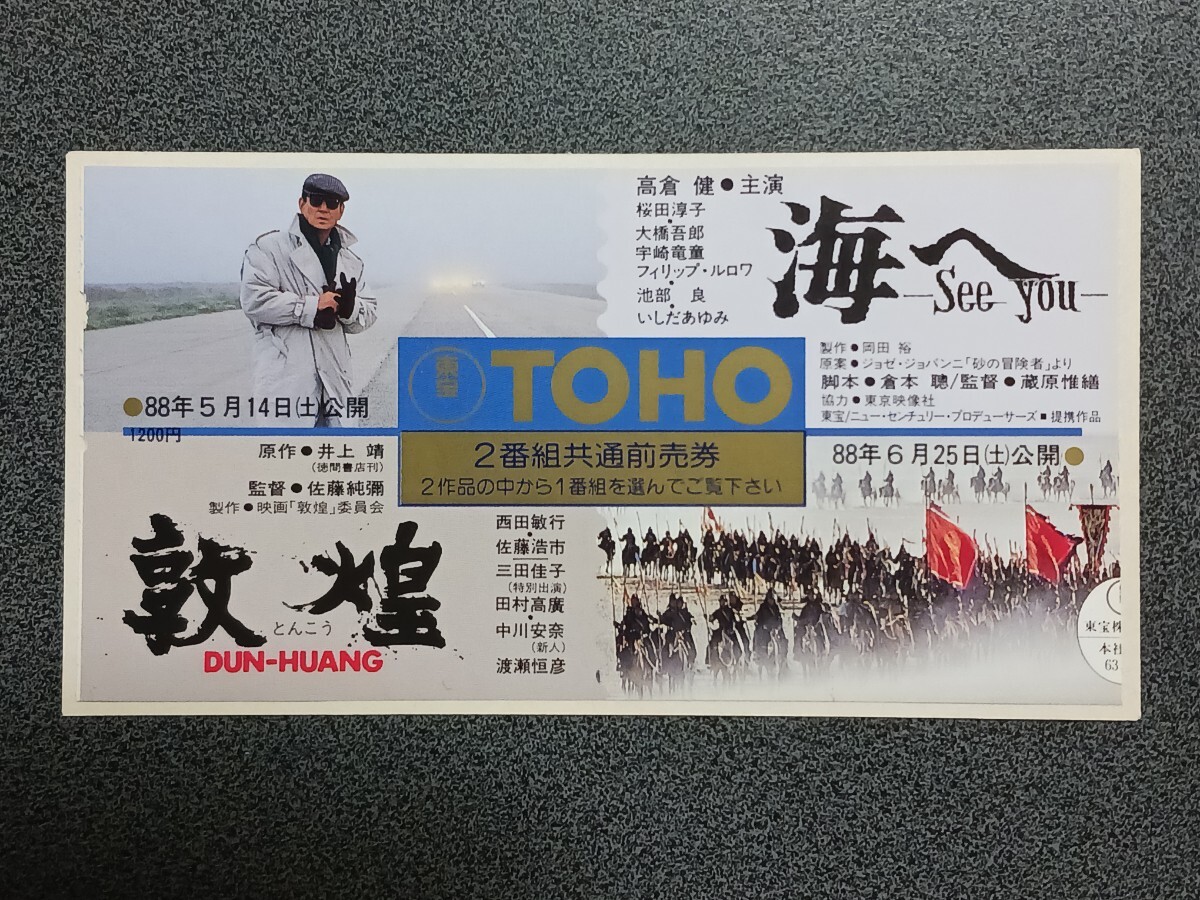 高倉 健●主演
桜田淳子
大橋吾郎
宇崎竜童
フィリップ・ルロワ
池部 良
いしだあゆみ
海へ
—See you—
製作●岡田 裕
原案●ジョゼ・ジョバンニ「砂の冒険者」より
脚本●倉本 聰/監督●蔵原惟繕
協力●東京映像社
東宝/ニュー・センチュリー・プロデューサーズ■提携作品
●88年5月14日(土)公開
東宝
TOHO
1200円
2番組共通前売券
2作品の中から1番組を選んでご覧下さい
88年6月25日(土)公開●
原作●井上 靖
(徳間書店刊)
監督●佐藤純彌
製作●映画「敦煌」委員会
敦煌
とんこう
DUN-HUANG
西田敏行
佐藤浩市
三田佳子
(特別出演)
田村高廣
中川安奈
(新人)
渡瀬恒彦
東宝株
本社
63